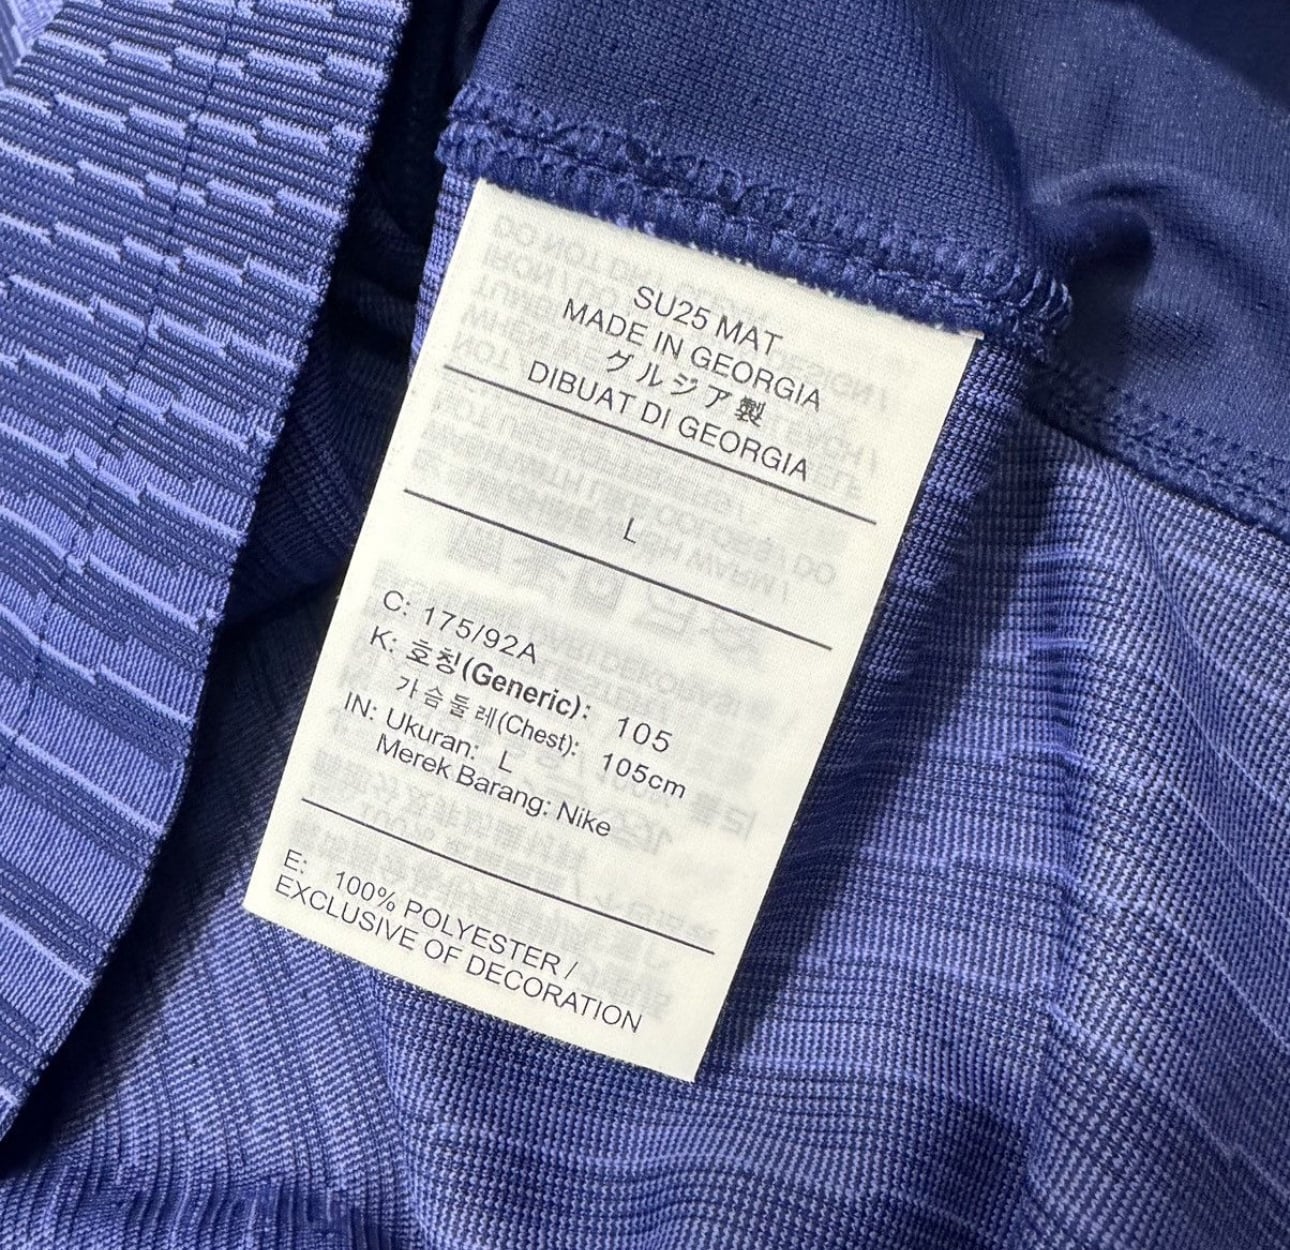 SU25 MAT
MADE IN GEORGIA
グルジア製
DIBUAT DI GEORGIA
L
C: 175/92A
K: 호칭(Generic): 105
가슴둘레(Chest): 105cm
IN: Ukuran: L
Merek Barang: Nike
E: 100% POLYESTER /
EXCLUSIVE OF DECORATION